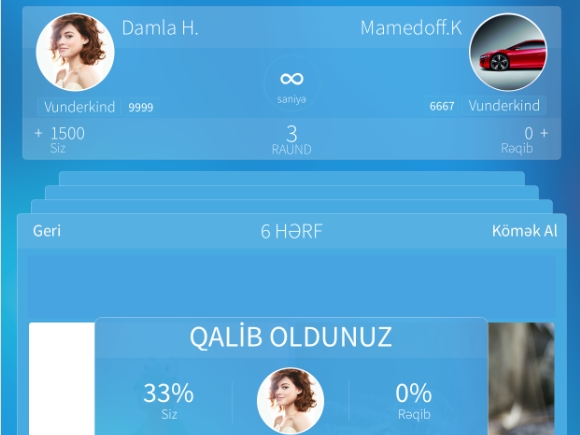 Damla H.
Mamedoff.K
∞
saniyə
Vunderkind 9999
6667 Vunderkind
+ 1500
Siz
3
RAUND
0 +
Rəqib
Geri
6 HƏRF
Kömək Al
QALİB OLDUNUZ
33%
Siz
0%
Rəqib